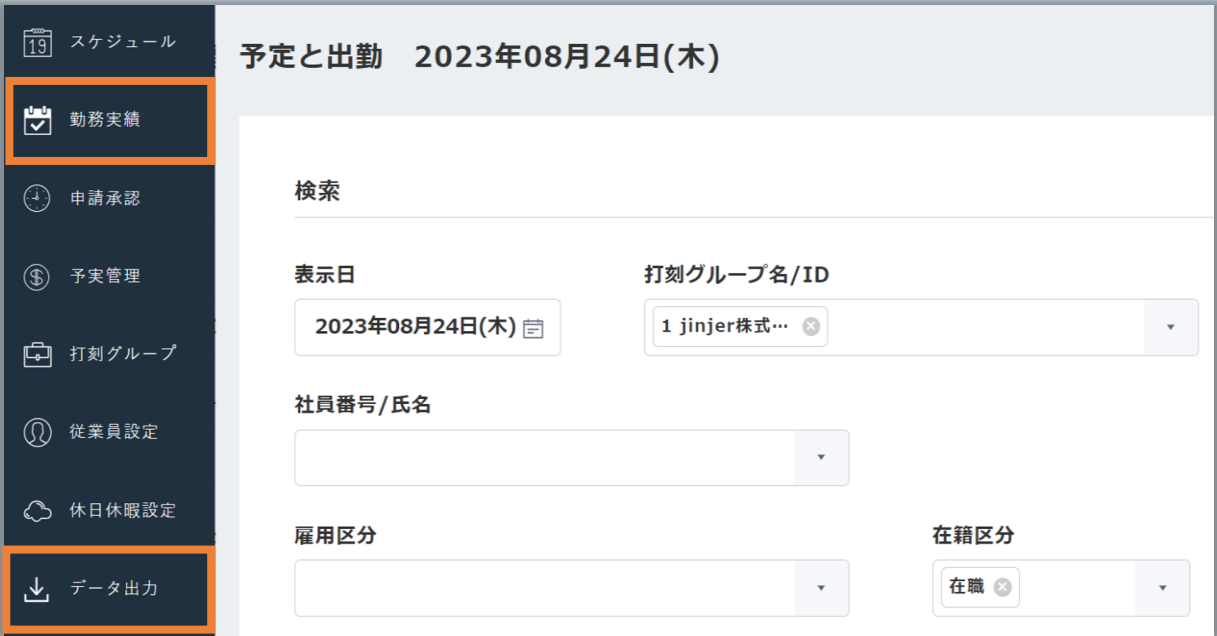 19
スケジュール
勤務実績
申請承認
予実管理
打刻グループ
従業員設定
休日休暇設定
データ出力
予定と出勤 2023年08月24日(木)
検索
表示日
打刻グループ名/ID
2023年08月24日(木)
1 jinjer株式…
社員番号/氏名
雇用区分
在籍区分
在職